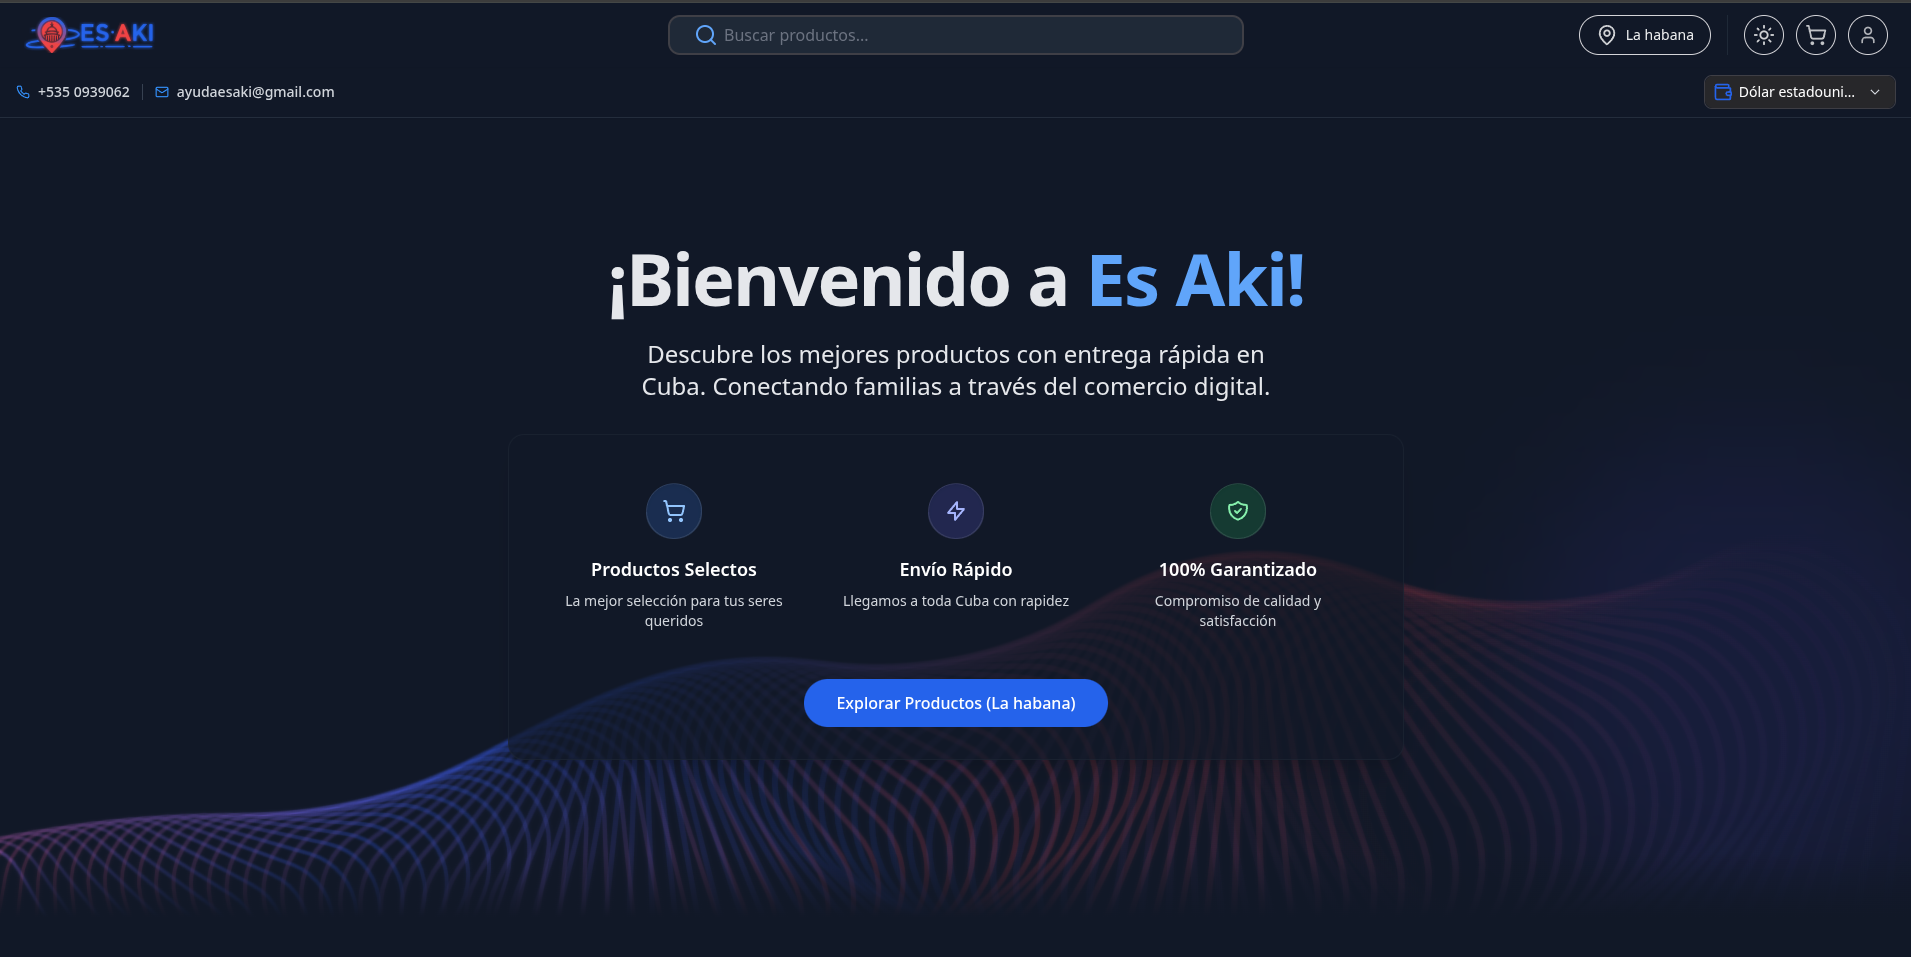 ES·AKI
Buscar productos...
La habana
+535 0939062
ayudaesaki@gmail.com
Dólar estadouni...
¡Bienvenido a Es Aki!
Descubre los mejores productos con entrega rápida en
Cuba. Conectando familias a través del comercio digital.
Productos Selectos
La mejor selección para tus seres
queridos
Envío Rápido
Llegamos a toda Cuba con rapidez
100% Garantizado
Compromiso de calidad y
satisfacción
Explorar Productos (La habana)